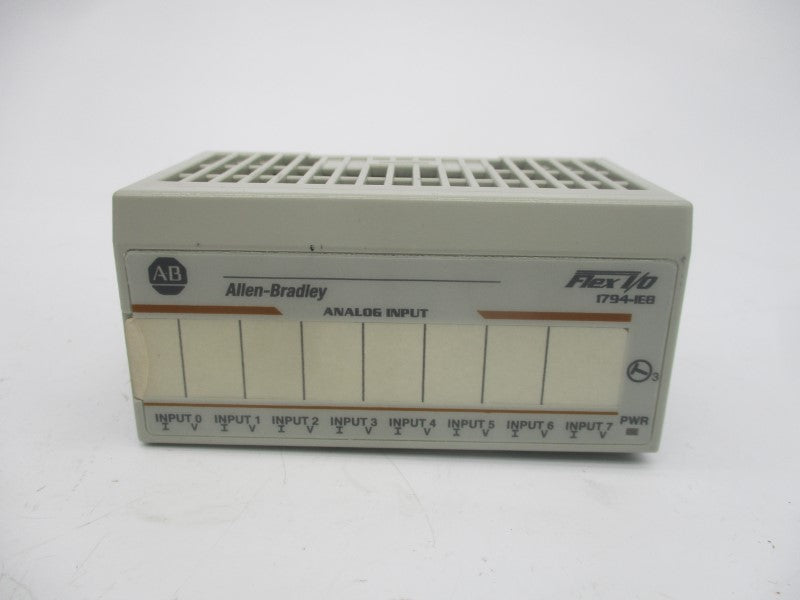 AB
Allen-Bradley
Flex I/O
1794-IE8
ANALOG INPUT
3
INPUT 0 INPUT 1 INPUT 2 INPUT 3 INPUT 4 INPUT 5 INPUT 6 INPUT 7 PWR
I V I V I V I V I V I V I V I V